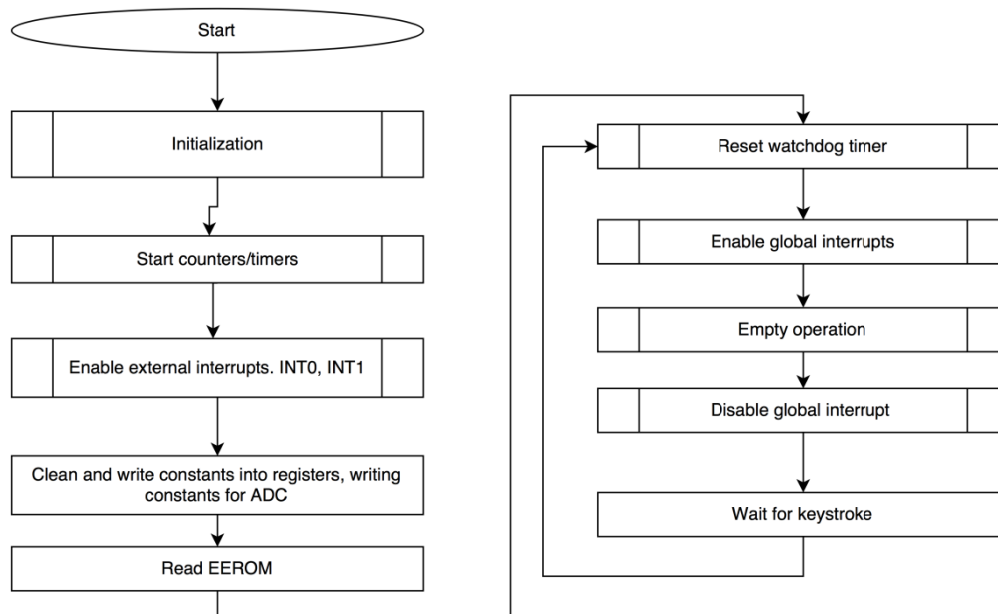 Start
Initialization
Start counters/timers
Enable external interrupts. INT0, INT1
Clean and write constants into registers, writing
constants for ADC
Read EEROM
Reset watchdog timer
Enable global interrupts
Empty operation
Disable global interrupt
Wait for keystroke